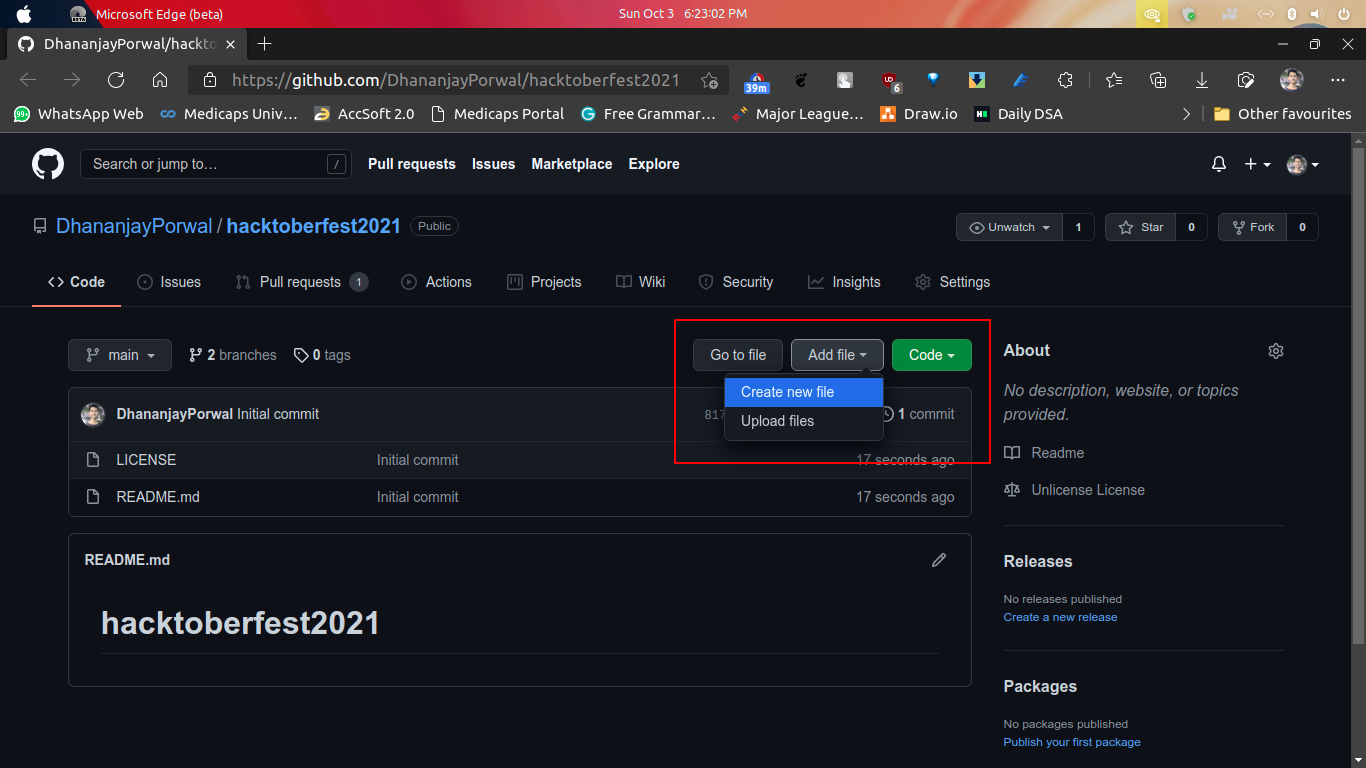 Microsoft Edge (beta)
Sun Oct 3 6:23:02 PM
DhananjayPorwal/hackto
https://github.com/DhananjayPorwal/hacktoberfest2021
39m
6
99+ WhatsApp Web
Medicaps Univ…
AccSoft 2.0
Medicaps Portal
Free Grammar…
Major League…
Draw.io
Daily DSA
Other favourites
Search or jump to… /
Pull requests Issues Marketplace Explore
DhananjayPorwal / hacktoberfest2021 Public
Unwatch 1
Star 0
Fork 0
<> Code
Issues
Pull requests 1
Actions
Projects
Wiki
Security
Insights
Settings
main
2 branches
0 tags
Go to file
Add file
Code
Create new file
Upload files
DhananjayPorwal Initial commit
817
1 commit
LICENSE Initial commit 17 seconds ago
README.md Initial commit 17 seconds ago
README.md
hacktoberfest2021
About
No description, website, or topics
provided.
Readme
Unlicense License
Releases
No releases published
Create a new release
Packages
No packages published
Publish your first package